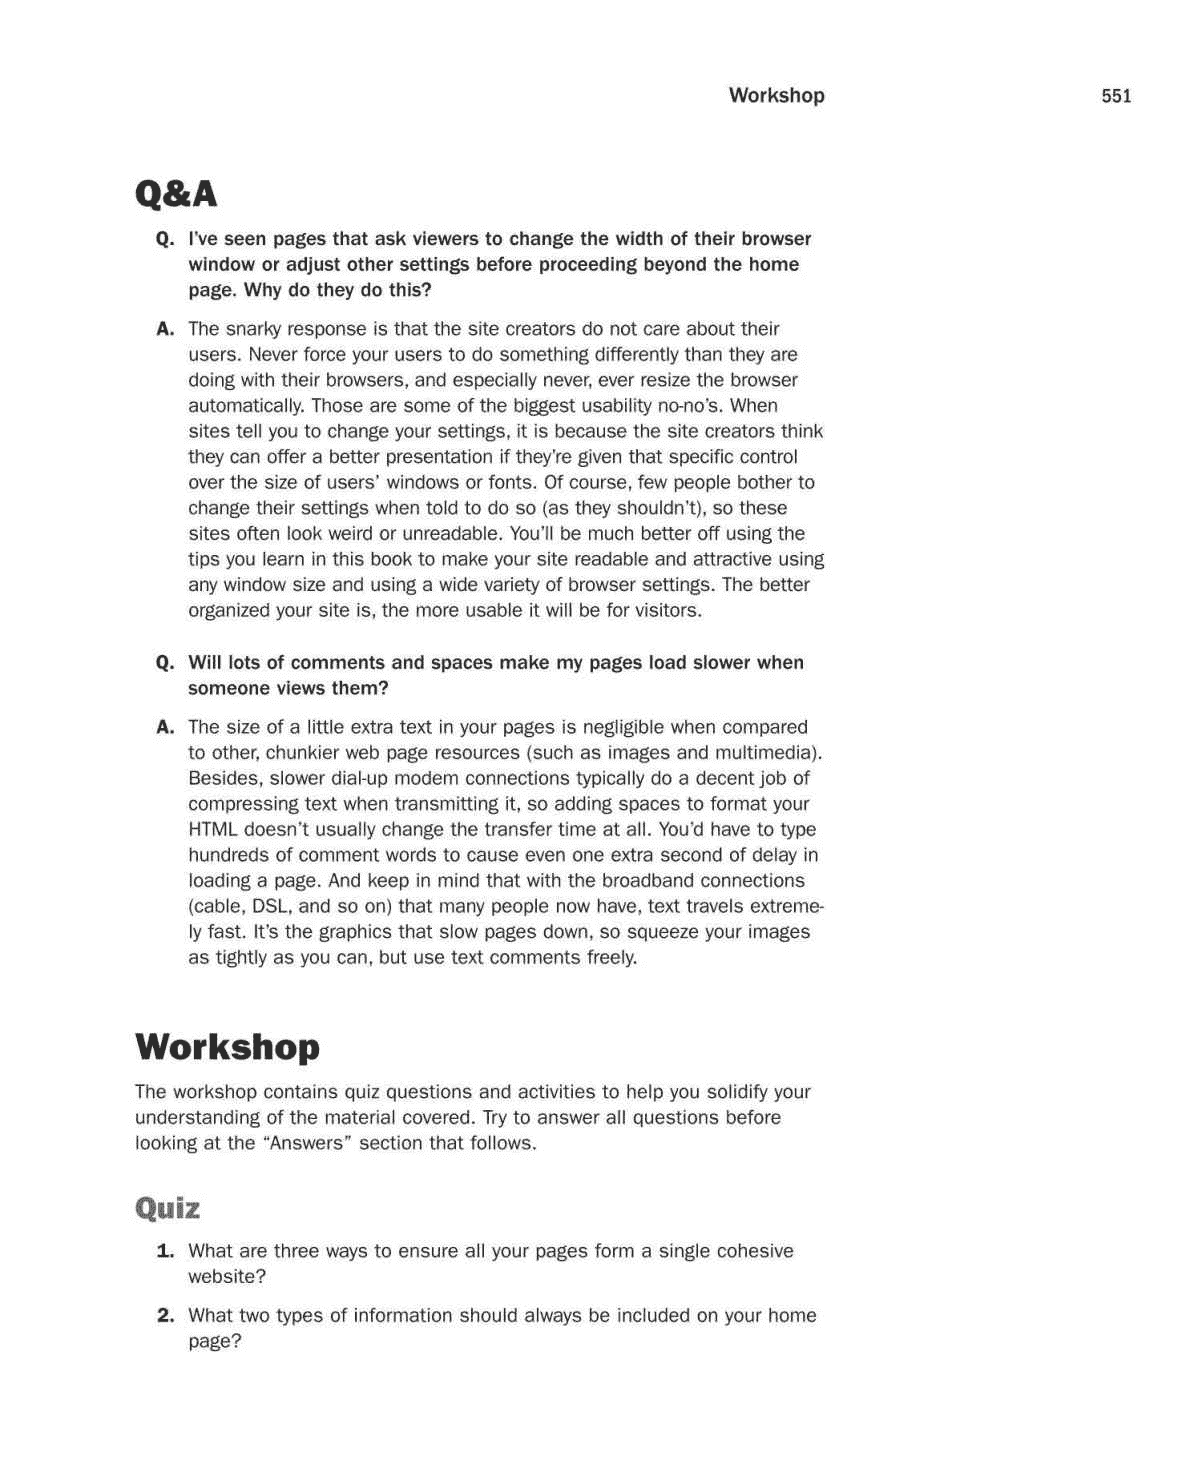 Workshop 551
Q&A
Q. I've seen pages that ask viewers to change the width of their browser
window or adjust other settings before proceeding beyond the home
page. Why do they do this?
A. The snarky response is that the site creators do not care about their
users. Never force your users to do something differently than they are
doing with their browsers, and especially never, ever resize the browser
automatically. Those are some of the biggest usability no-no's. When
sites tell you to change your settings, it is because the site creators think
they can offer a better presentation if they're given that specific control
over the size of users' windows or fonts. Of course, few people bother to
change their settings when told to do so (as they shouldn't), so these
sites often look weird or unreadable. You'll be much better off using the
tips you learn in this book to make your site readable and attractive using
any window size and using a wide variety of browser settings. The better
organized your site is, the more usable it will be for visitors.
Q. Will lots of comments and spaces make my pages load slower when
someone views them?
A. The size of a little extra text in your pages is negligible when compared
to other, chunkier web page resources (such as images and multimedia).
Besides, slower dial-up modem connections typically do a decent job of
compressing text when transmitting it, so adding spaces to format your
HTML doesn't usually change the transfer time at all. You'd have to type
hundreds of comment words to cause even one extra second of delay in
loading a page. And keep in mind that with the broadband connections
(cable, DSL, and so on) that many people now have, text travels extreme-
ly fast. It's the graphics that slow pages down, so squeeze your images
as tightly as you can, but use text comments freely.
Workshop
The workshop contains quiz questions and activities to help you solidify your
understanding of the material covered. Try to answer all questions before
looking at the “Answers” section that follows.
Quiz
1. What are three ways to ensure all your pages form a single cohesive
website?
2. What two types of information should always be included on your home
page?